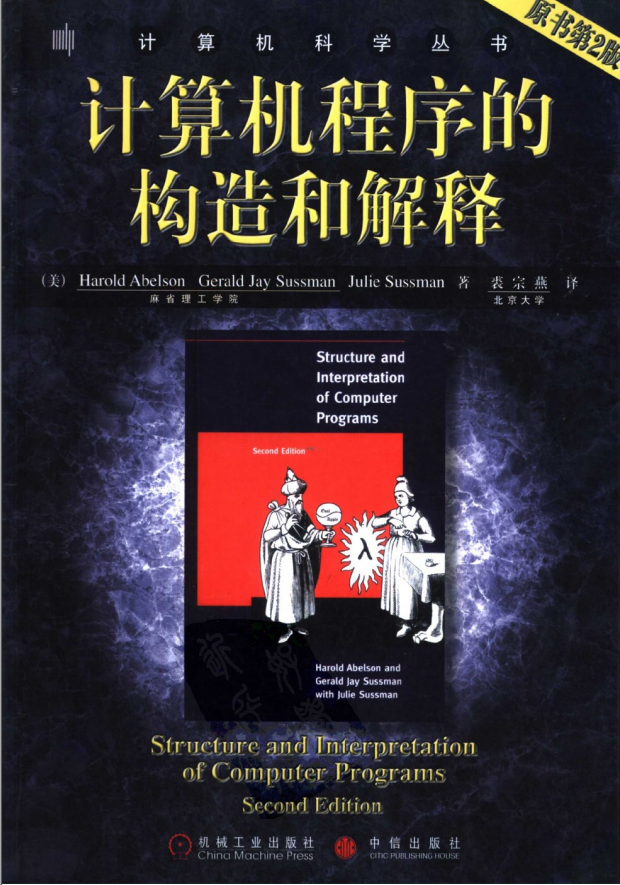 计算机科学丛书
原书第2版
计算机程序的
构造和解释
(美) Harold Abelson Gerald Jay Sussman Julie Sussman 著 裘宗燕 译
麻省理工学院 北京大学
Structure and
Interpretation
of Computer
Programs
Second Edition
λ
Harold Abelson and
Gerald Jay Sussman
with Julie Sussman
Structure and Interpretation
of Computer Programs
Second Edition
机械工业出版社
China Machine Press
CITIC
中信出版社
CITIC PUBLISHING HOUSE